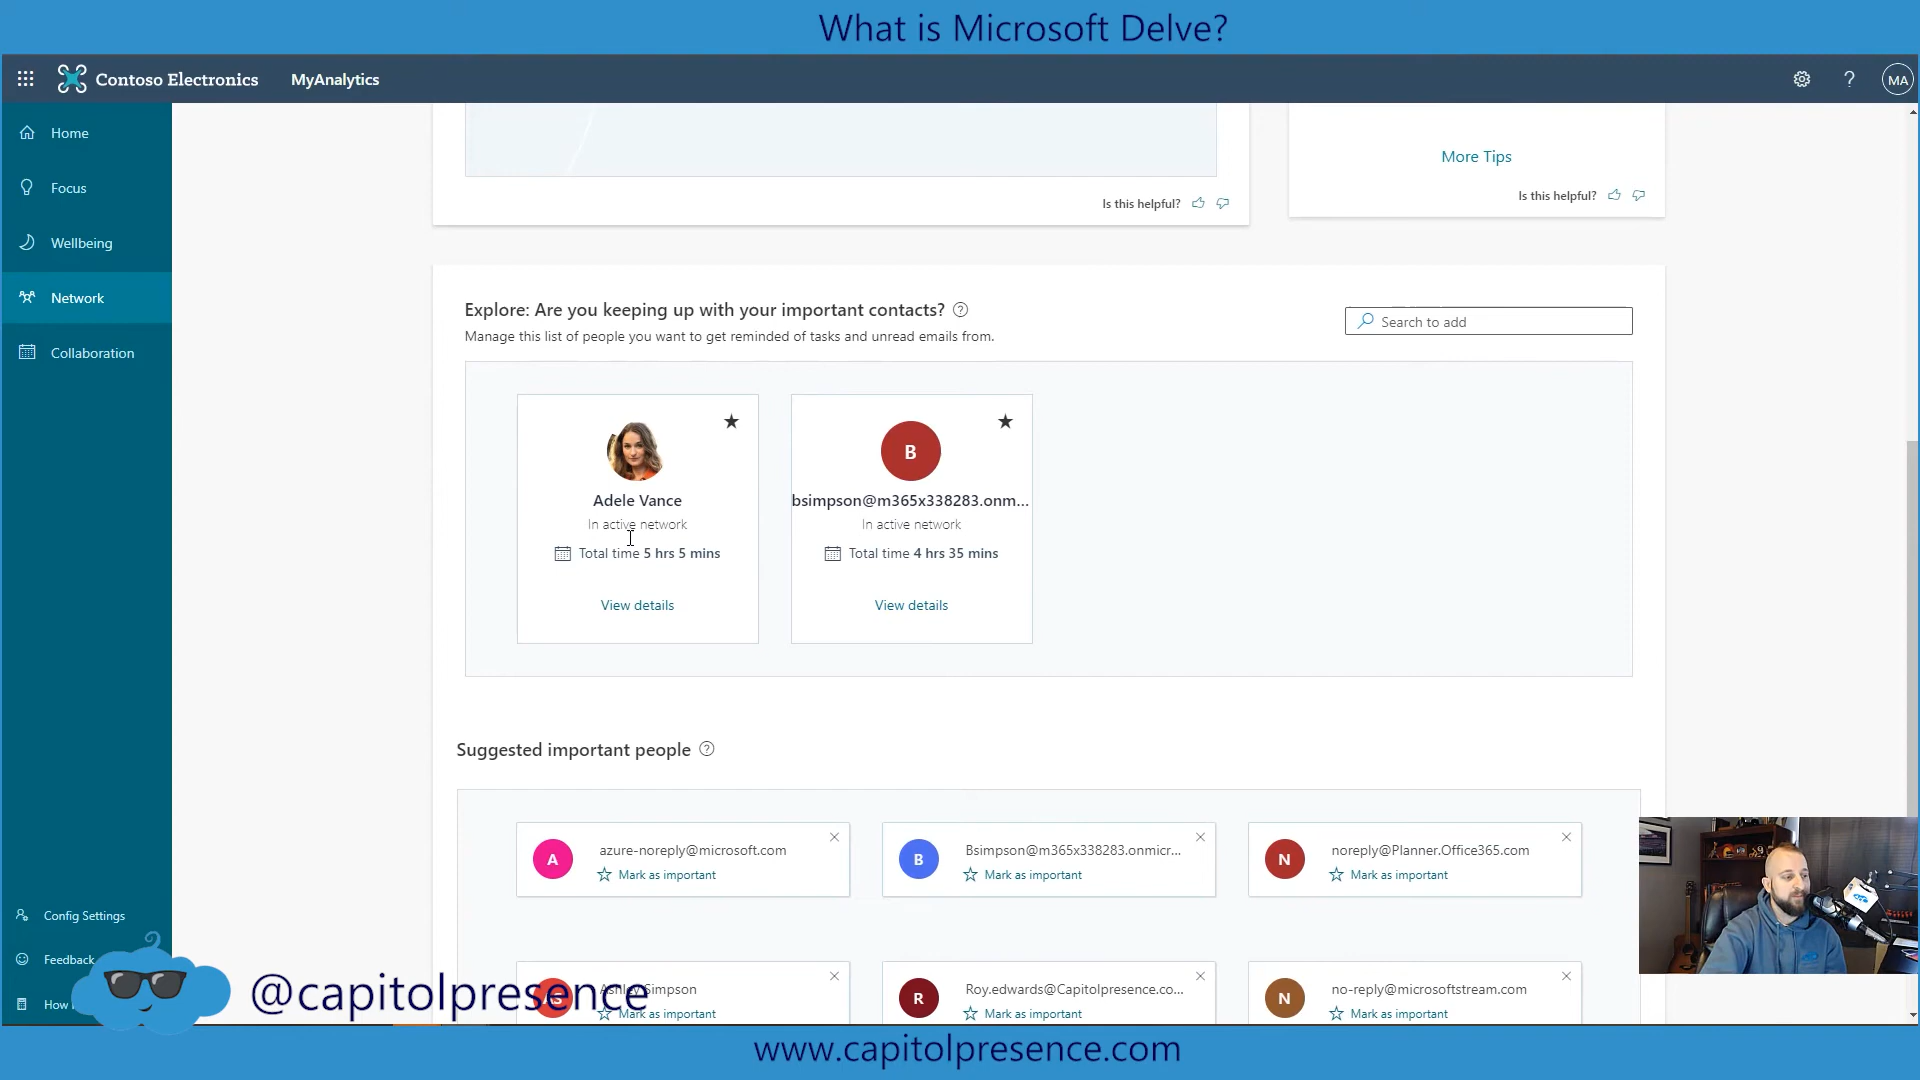 What is Microsoft Delve?
Contoso Electronics
MyAnalytics
?
MA
Home
Focus
Wellbeing
Network
Collaboration
Config Settings
Feedback
How
More Tips
Is this helpful?
Is this helpful?
Explore: Are you keeping up with your important contacts? ?
Manage this list of people you want to get reminded of tasks and unread emails from.
Search to add
Adele Vance
In active network
Total time 5 hrs 5 mins
View details
B
bsimpson@m365x338283.onm...
In active network
Total time 4 hrs 35 mins
View details
Suggested important people ?
A
azure-noreply@microsoft.com
Mark as important
B
Bsimpson@m365x338283.onmicr...
Mark as important
N
noreply@Planner.Office365.com
Mark as important
AS
Ashley Simpson
Mark as important
R
Roy.edwards@Capitolpresence.co...
Mark as important
N
no-reply@microsoftstream.com
Mark as important
@capitolpresence
www.capitolpresence.com